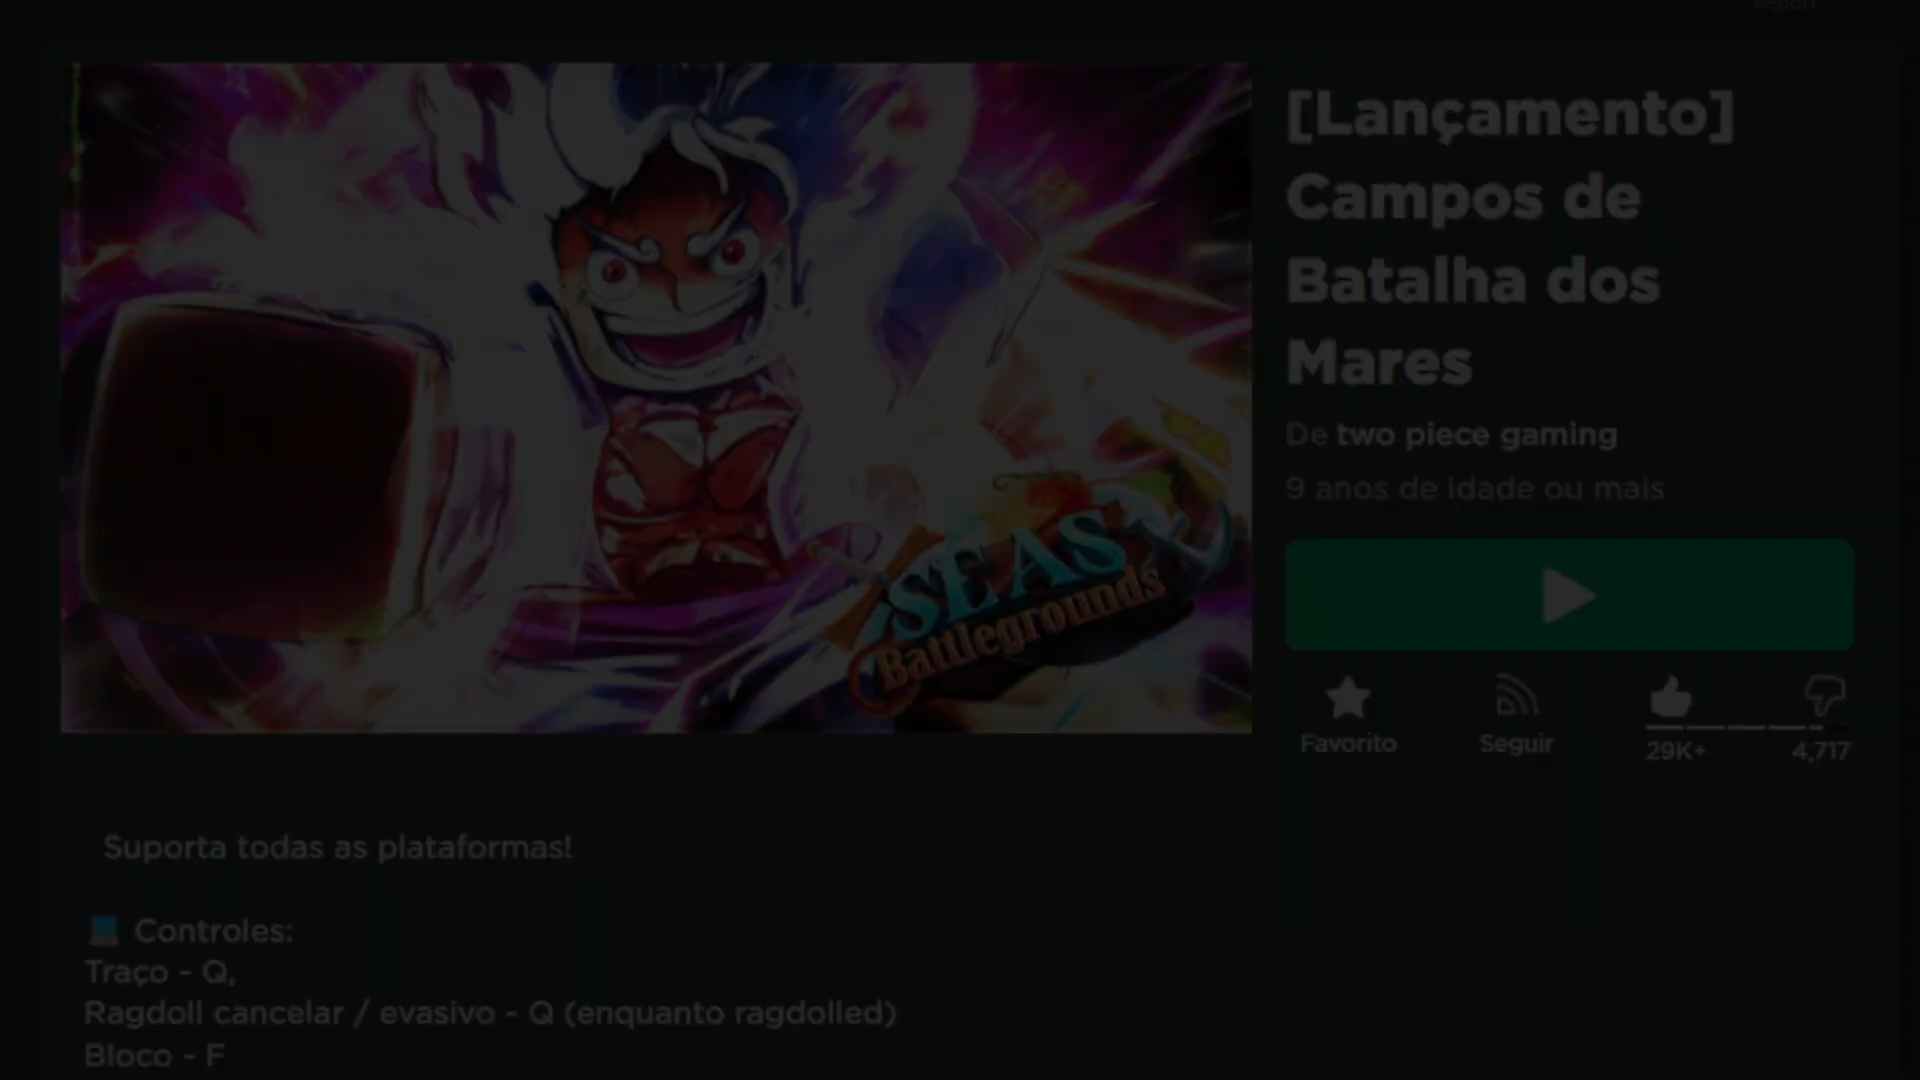 [Lançamento]
Campos de
Batalha dos
Mares
De two piece gaming
9 anos de idade ou mais
SEAS
Battlegrounds
Favorito
Seguir
29K+
4,717
Suporta todas as plataformas!
Controles:
Traço - Q,
Ragdoll cancelar / evasivo - Q (enquanto ragdolled)
Bloco - F